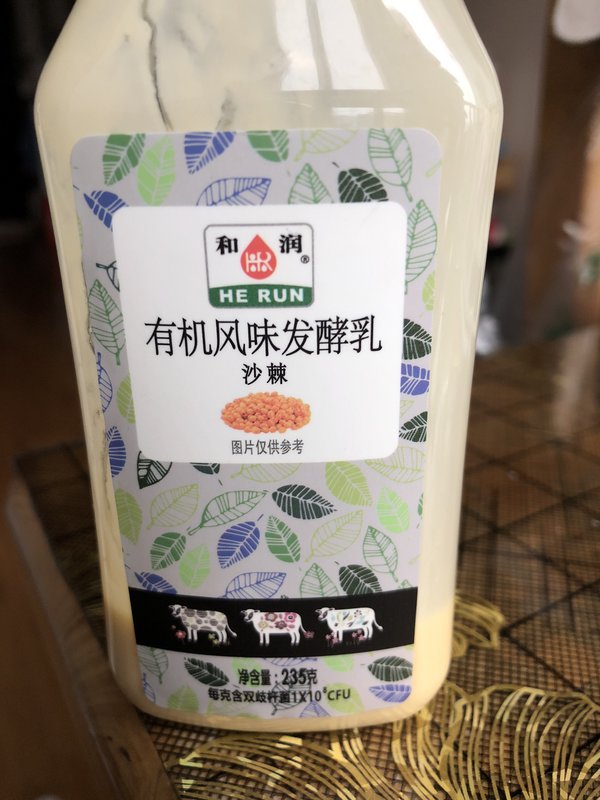 和润®
HE RUN
有机风味发酵乳
沙棘
图片仅供参考
净含量：235克
每克含双歧杆菌1X10⁶CFU